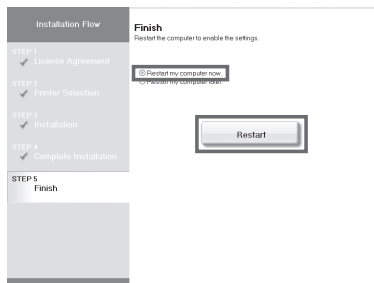 Installation Flow
STEP 1
License Agreement
STEP 2
Printer Selection
STEP 3
Installation
STEP 4
Complete Installation
STEP 5
Finish
Finish
Restart the computer to enable the settings.
Restart my computer now.
Restart my computer later.
Restart